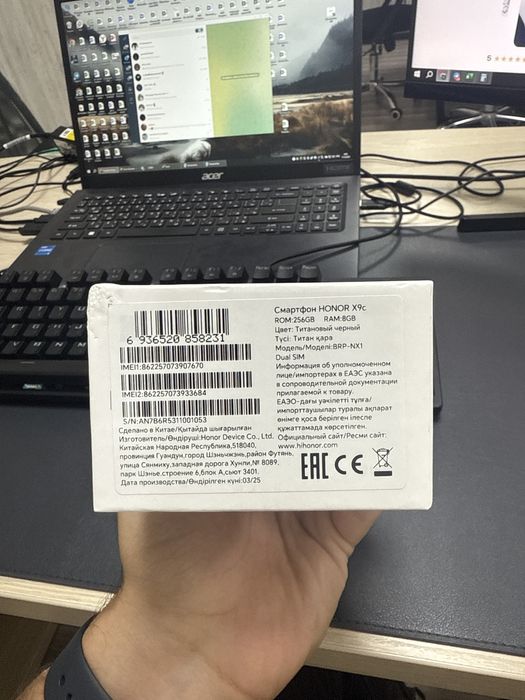 acer
5
6 936520 858231
IMEI1:862257073907670
IMEI2:862257073933684
S/N:AN7B6R5311001053
Сделано в Китае/Қытайда шығарылған
Изготовитель/Өндіруші:Honor Device Co., Ltd.
Китайская Народная Республика,518040,
провинция Гуандун,город Шэньчжэнь,район Футянь,
улица Сянмиху,западная дорога Хунли,№ 8089,
парк Шэнье,строение 6,блок А,сьют 3401.
Дата производства/Өндірілген күні:03/25
Смартфон HONOR X9c
ROM:256GB RAM:8GB
Цвет: Титановый черный
Түсі: Титан қара
Модель/Моделі:BRP-NX1
Dual SIM
Информация об уполномоченном
лице/импортерах в ЕАЭС указана
в сопроводительной документации
прилагаемой к товару.
ЕАЭО-дағы уәкілетті тұлға/
импорттаушылар туралы ақпарат
өнімге қоса берілген ілеспе
құжаттамада көрсетілген.
Официальный сайт/Ресми сайт:
www.hihonor.com
EAC CE